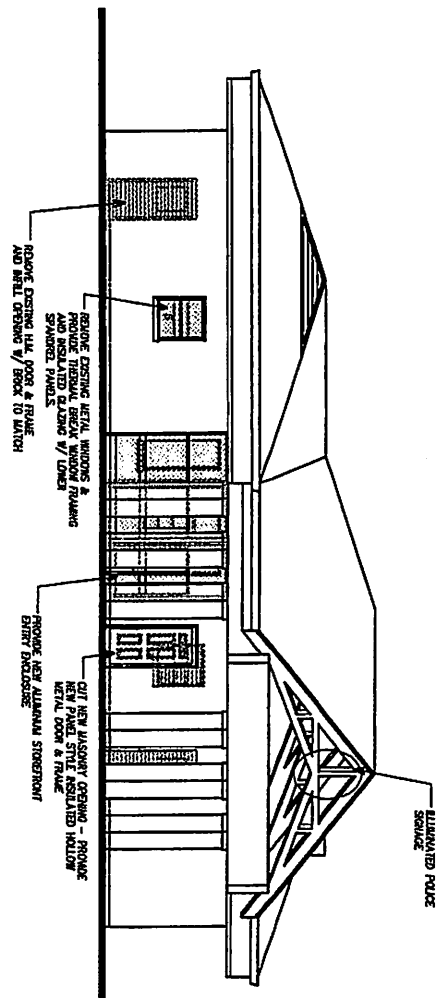 ILLUMINATED POLICE
SIGNAGE
REMOVE EXISTING H.M. DOOR & FRAME
AND INFILL OPENING W/ BRICK TO MATCH
REMOVE EXISTING METAL WINDOWS &
PROVIDE THERMAL BREAK WINDOW FRAMING
AND INSULATED GLAZING W/ LOWER
SPANDREL PANELS.
PROVIDE NEW ALUMINUM STOREFRONT
ENTRY ENCLOSURE
CUT NEW MASONRY OPENING – PROVIDE
NEW PANEL STYLE INSULATED HOLLOW
METAL DOOR & FRAME